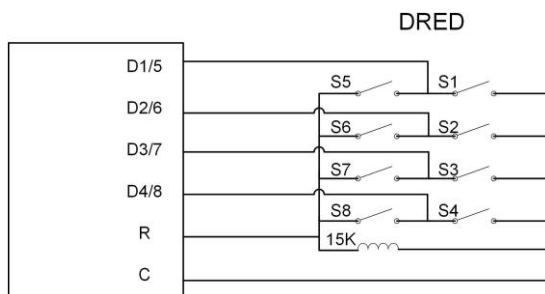 DRED
D1/5
S5 S1
D2/6
S6 S2
D3/7
S7 S3
D4/8
S8 S4
R
15K
C